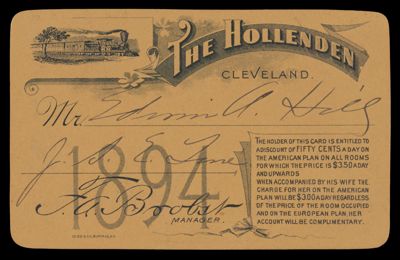 THE HOLLENDEN
CLEVELAND.
Mr. Edwin A. Hill
1894
THE HOLDER OF THIS CARD IS ENTITLED TO
A DISCOUNT OF FIFTY CENTS A DAY ON
THE AMERICAN PLAN ON ALL ROOMS
FOR WHICH THE PRICE IS $3.50 A DAY
AND UPWARDS
WHEN ACCOMPANIED BY HIS WIFE THE
CHARGE FOR HER ON THE AMERICAN
PLAN WILL BE $3.00 A DAY REGARDLESS
OF THE PRICE OF THE ROOM OCCUPIED
AND ON THE EUROPEAN PLAN, HER
ACCOUNT WILL BE COMPLIMENTARY.
F.A. Brobst
MANAGER.